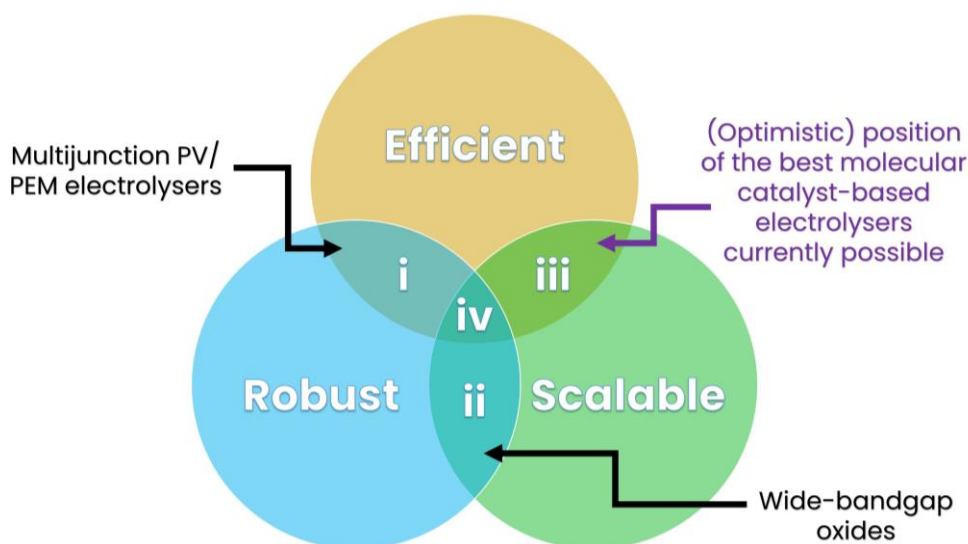 Efficient
Multijunction PV/
PEM electrolysers
(Optimistic) position
of the best molecular
catalyst-based
electrolysers
currently possible
i
iii
iv
Robust
ii
Scalable
Wide-bandgap
oxides